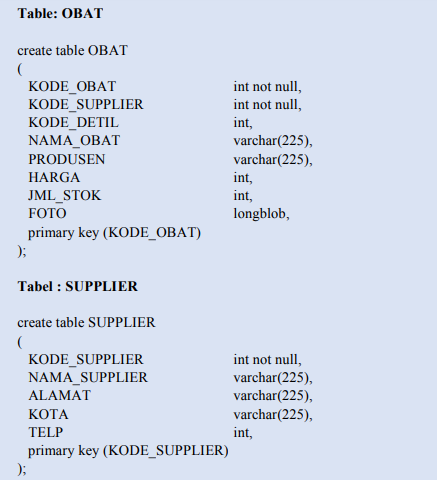 Table: OBAT
create table OBAT
(
KODE_OBAT int not null,
KODE_SUPPLIER int not null,
KODE_DETIL int,
NAMA_OBAT varchar(225),
PRODUSEN varchar(225),
HARGA int,
JML_STOK int,
FOTO longblob,
primary key (KODE_OBAT)
);
Tabel : SUPPLIER
create table SUPPLIER
(
KODE_SUPPLIER int not null,
NAMA_SUPPLIER varchar(225),
ALAMAT varchar(225),
KOTA varchar(225),
TELP int,
primary key (KODE_SUPPLIER)
);